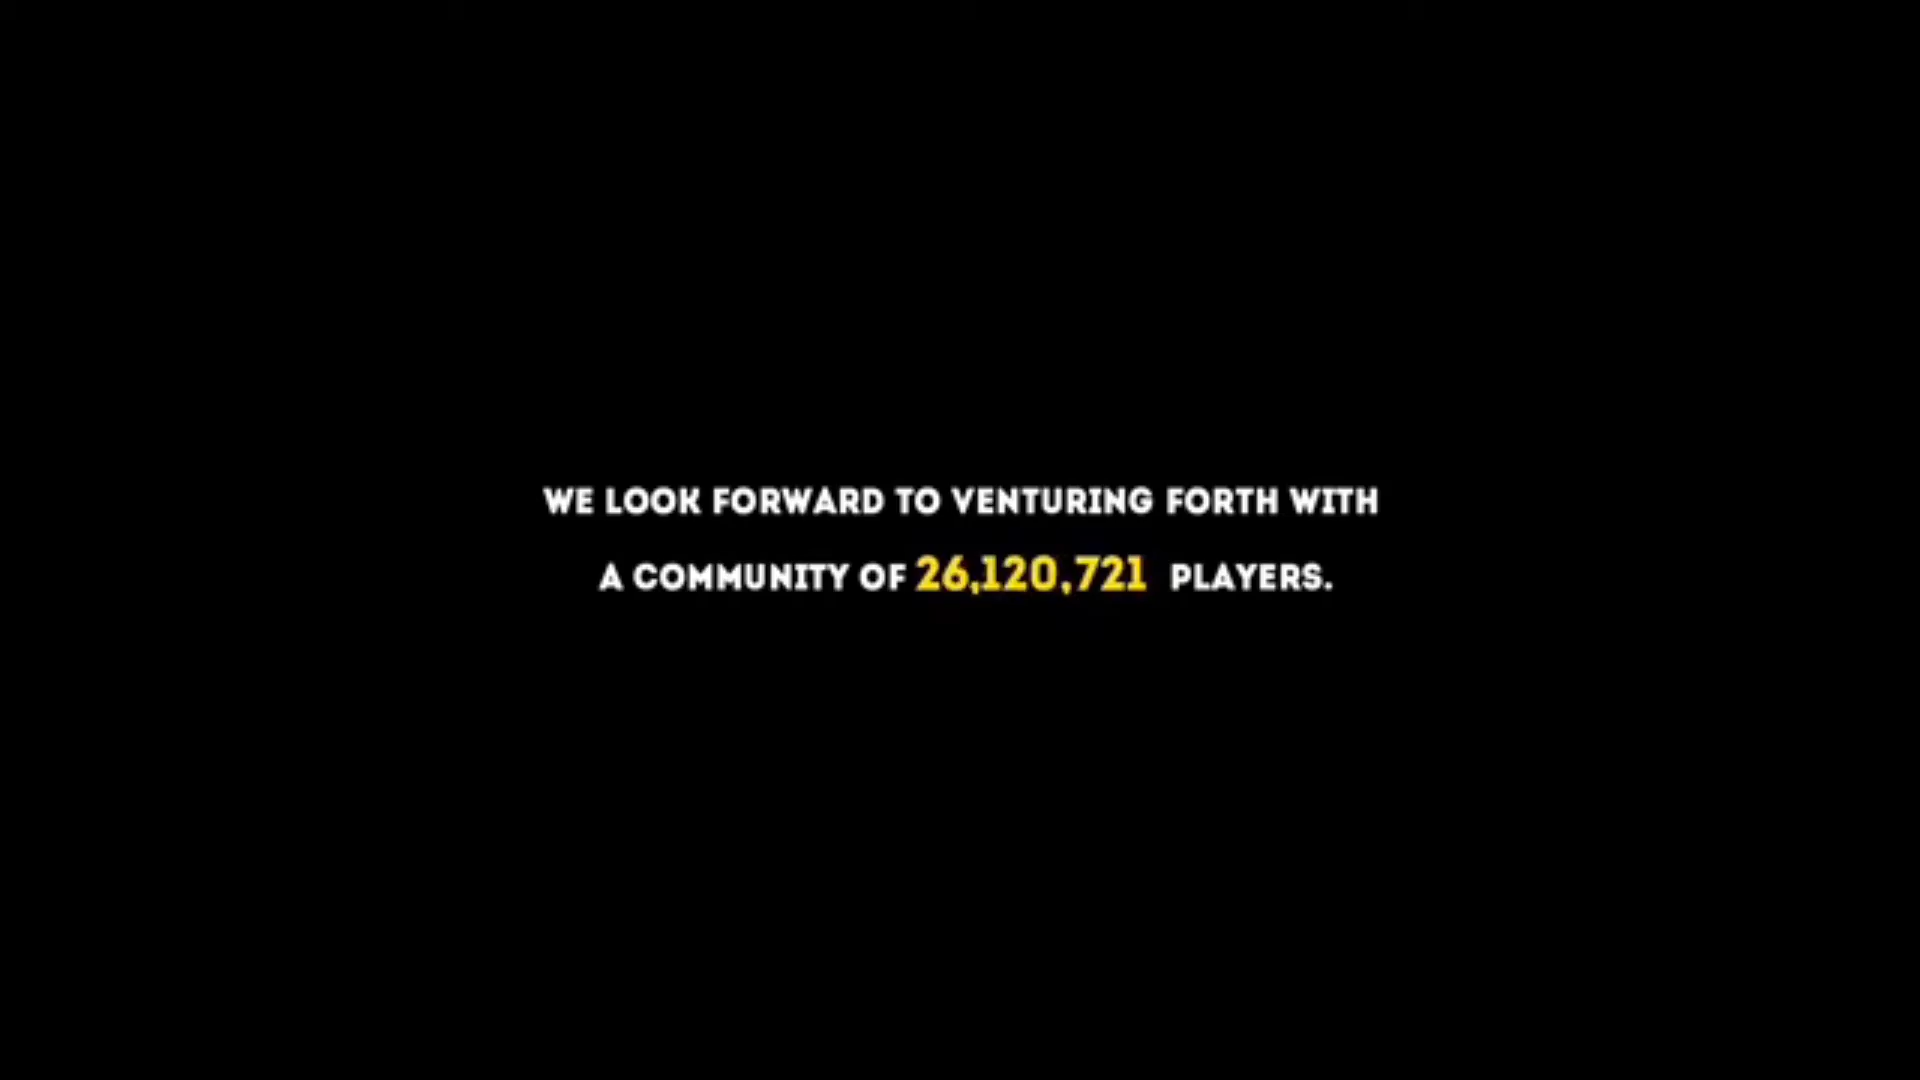 WE LOOK FORWARD TO VENTURING FORTH WITH
A COMMUNITY OF 26,120,721 PLAYERS.